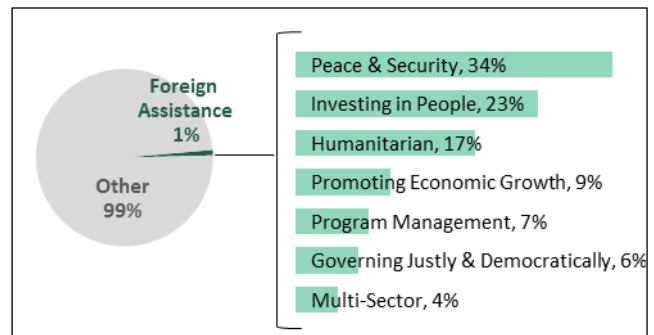 Foreign
Assistance
1%
Other
99%
Peace & Security, 34%
Investing in People, 23%
Humanitarian, 17%
Promoting Economic Growth, 9%
Program Management, 7%
Governing Justly & Democratically, 6%
Multi-Sector, 4%